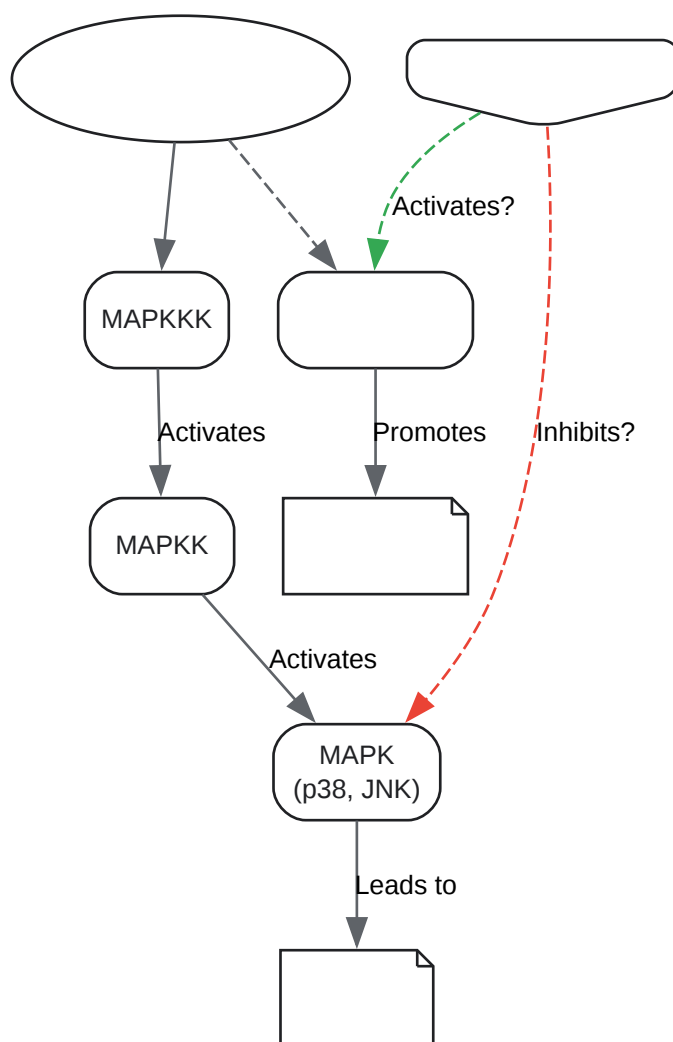 Activates?
MAPKKK
Activates
Promotes
Inhibits?
MAPKK
Activates
MAPK
(p38, JNK)
Leads to